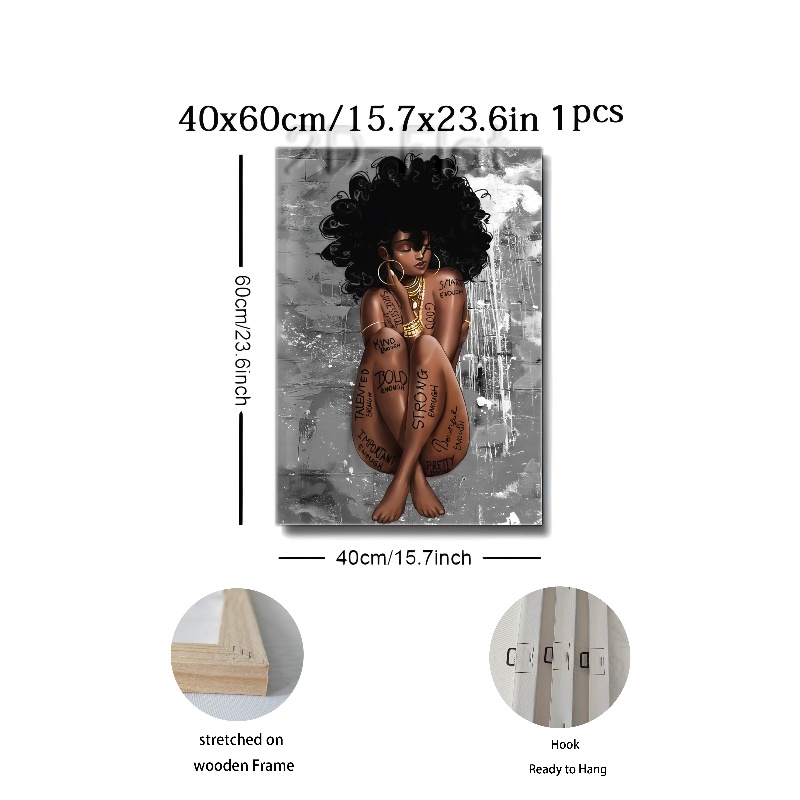 40x60cm/15.7x23.6in 1pcs
60cm/23.6inch
SMART
ENOUGH
GOOD
KIND
ENOUGH
TALENTED
ENOUGH
BOLD
ENOUGH
STRONG
ENOUGH
IMPORTANT
ENOUGH
ENOUGH
PRETTY
40cm/15.7inch
stretched on
wooden Frame
Hook
Ready to Hang